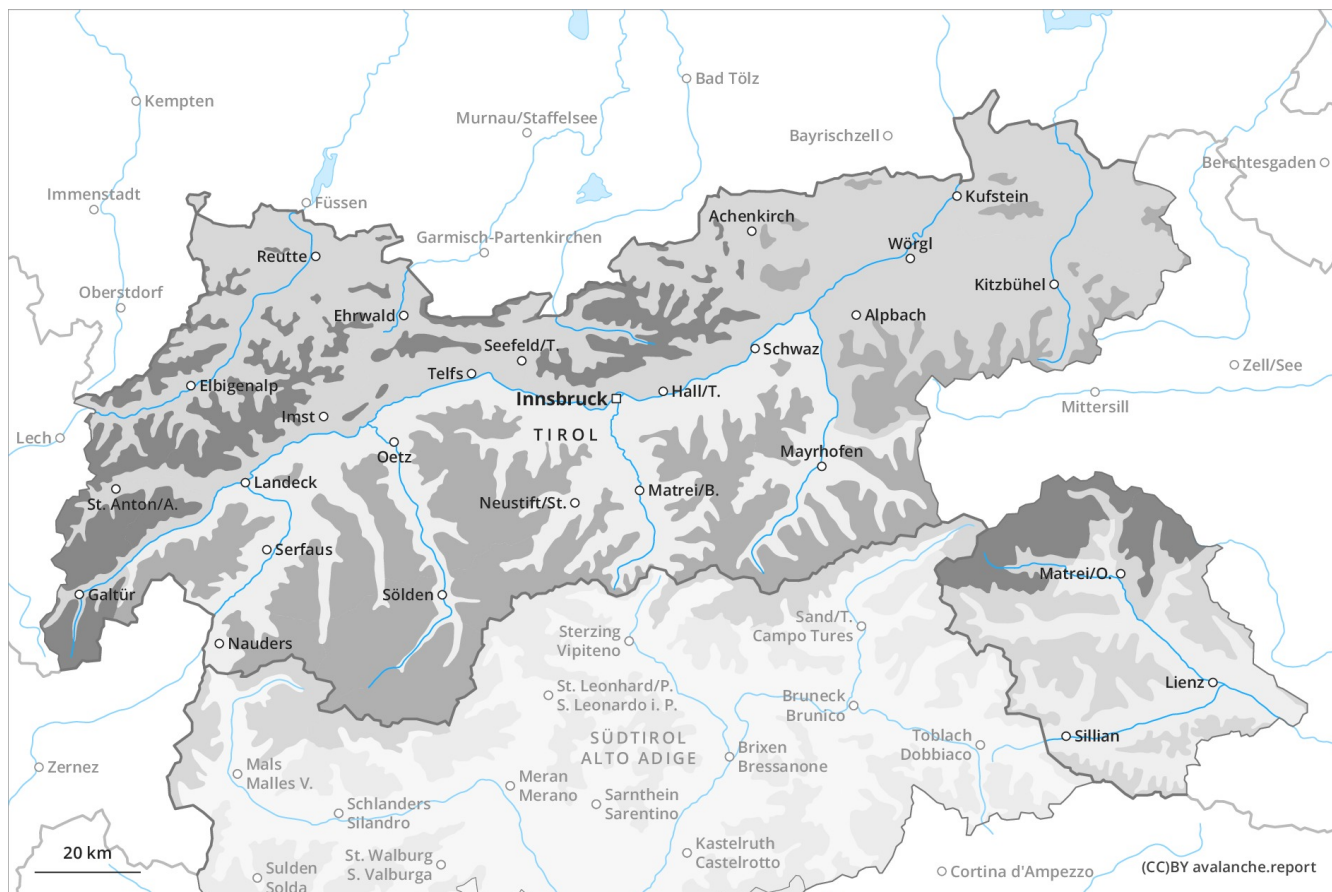 Bad Tölz
Kempten
Murnau/Staffelsee
Bayrischzell
Berchtesgaden
Immenstadt
Füssen
Kufstein
Achenkirch
Garmisch-Partenkirchen
Wörgl
Reutte
Kitzbühel
Oberstdorf
Ehrwald
Alpbach
Seefeld/T.
Schwaz
Zell/See
Telfs
Elbigenalp
Innsbruck
Hall/T.
Mittersill
Imst
Lech
TIROL
Oetz
Mayrhofen
Landeck
St. Anton/A.
Neustift/St.
Matrei/B.
Serfaus
Matrei/O.
Galtür
Sölden
Sand/T.
Campo Tures
Sterzing
Vipiteno
Nauders
Lienz
St. Leonhard/P.
S. Leonardo i. P.
Bruneck
Brunico
Sillian
SÜDTIROL
ALTO ADIGE
Toblach
Dobbiaco
Brixen
Bressanone
Zernez
Mals
Malles V.
Meran
Merano
Sarnthein
Sarentino
Schlanders
Silandro
Kastelruth
Castelrotto
20 km
St. Walburg
S. Valburga
Sulden
Solda
Cortina d'Ampezzo
(CC)BY avalanche.report